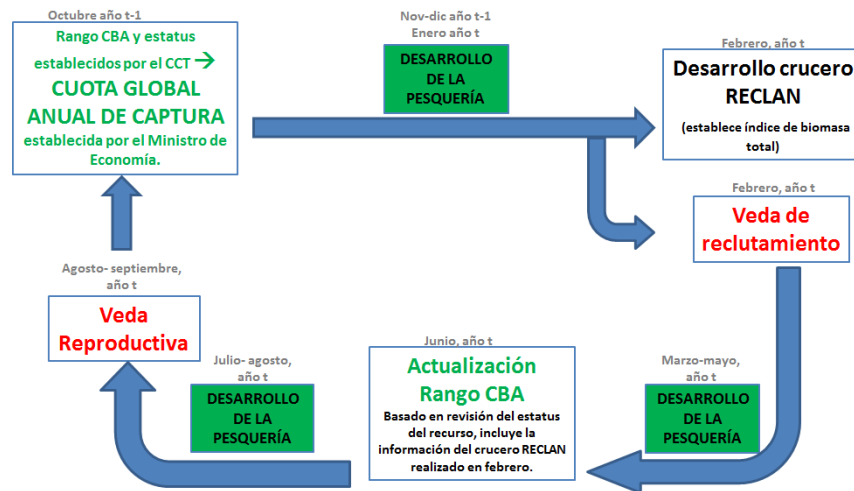 Octubre año t-1
Rango CBA y estatus
establecidos por el CCT →
CUOTA GLOBAL
ANUAL DE CAPTURA
establecida por el Ministro de
Economía.
Nov-dic año t-1
Enero año t
DESARROLLO
DE LA
PESQUERÍA
Febrero, año t
Desarrollo crucero
RECLAN
(establece índice de biomasa
total)
Febrero, año t
Veda de
reclutamiento
Marzo-mayo,
año t
DESARROLLO
DE LA
PESQUERÍA
Junio, año t
Actualización
Rango CBA
Basado en revisión del estatus
del recurso, incluye la
información del crucero RECLAN
realizado en febrero.
Julio- agosto,
año t
DESARROLLO
DE LA
PESQUERÍA
Agosto- septiembre,
año t
Veda
Reproductiva